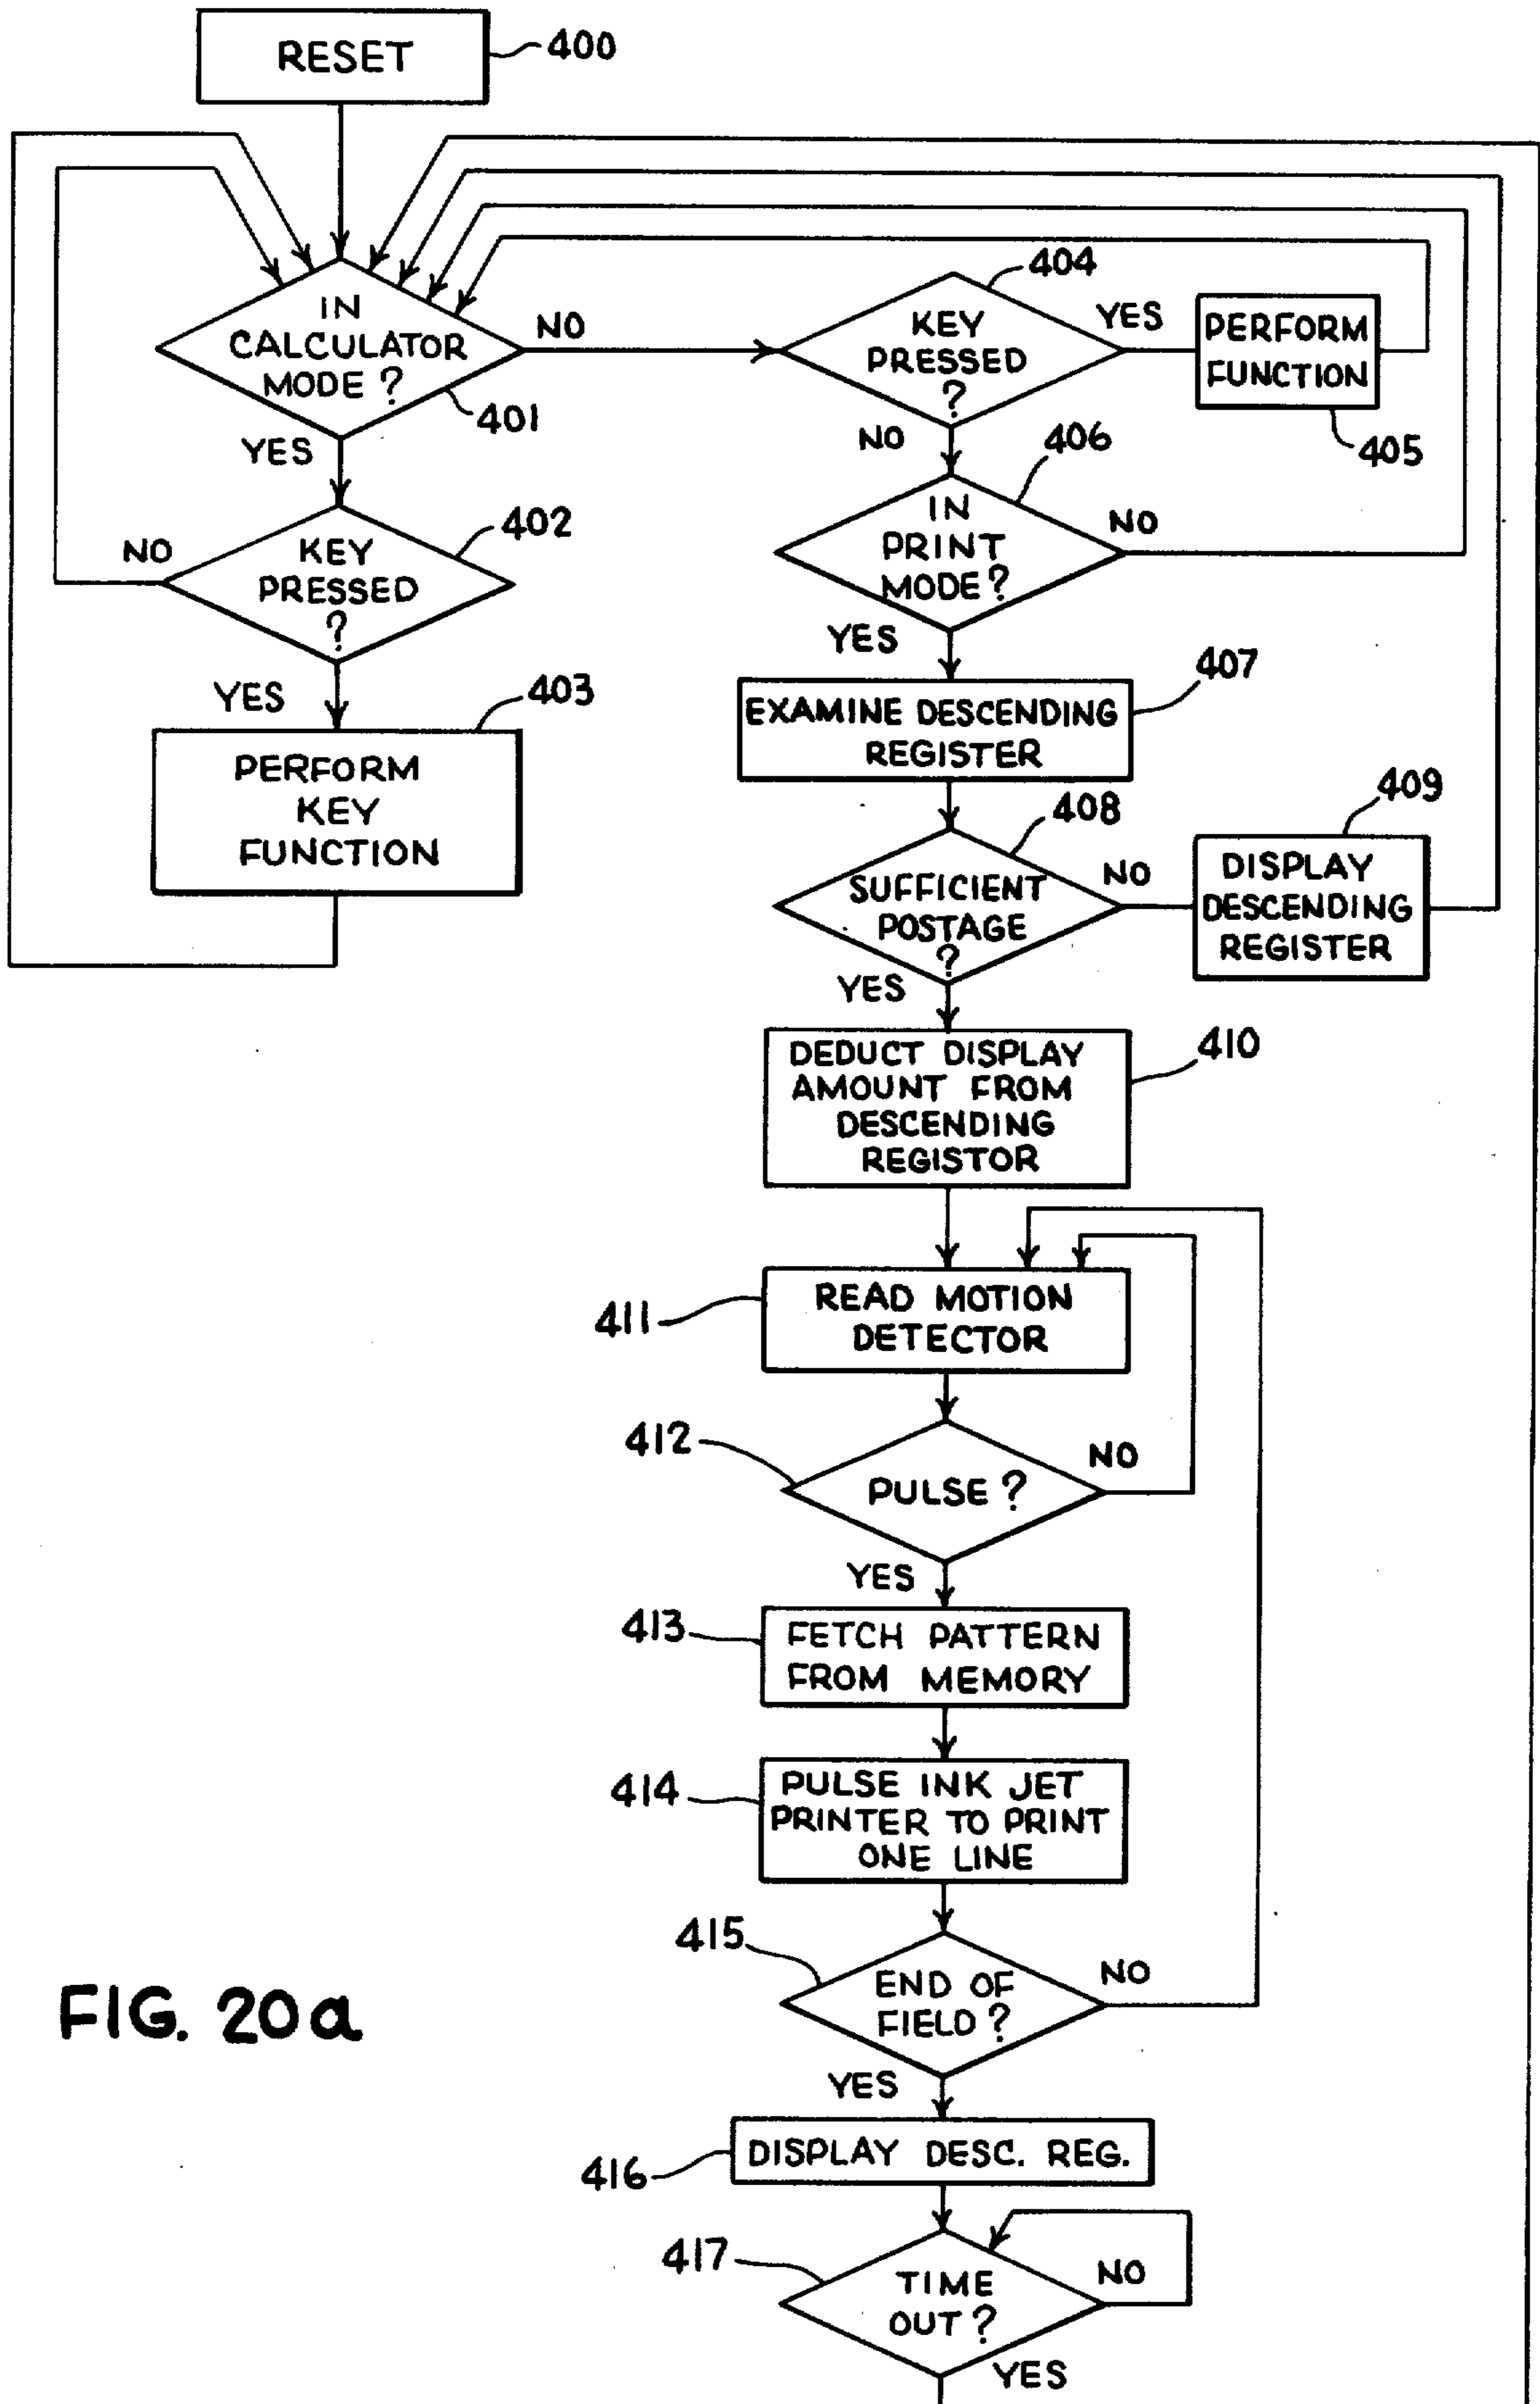 RESET
400
IN
CALCULATOR
MODE ?
401
NO
YES
KEY
PRESSED
?
402
NO
YES
PERFORM
KEY
FUNCTION
403
KEY
PRESSED
?
404
YES
PERFORM
FUNCTION
405
NO
IN
PRINT
MODE ?
406
NO
YES
EXAMINE DESCENDING
REGISTER
407
SUFFICIENT
POSTAGE
?
408
NO
DISPLAY
DESCENDING
REGISTER
409
YES
DEDUCT DISPLAY
AMOUNT FROM
DESCENDING
REGISTOR
410
READ MOTION
DETECTOR
411
PULSE ?
412
NO
YES
FETCH PATTERN
FROM MEMORY
413
PULSE INK JET
PRINTER TO PRINT
ONE LINE
414
END OF
FIELD ?
415
NO
YES
DISPLAY DESC. REG.
416
TIME
OUT ?
417
NO
YES
FIG. 20a